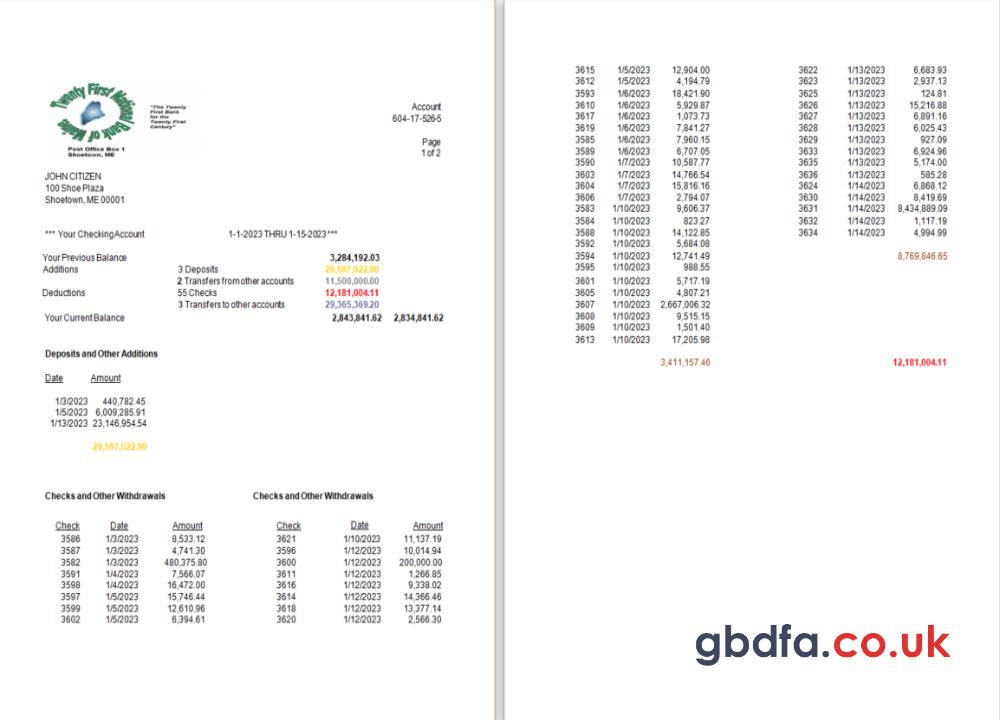 Twenty First National Bank of Maine
"The Twenty
First Bank
for the
Twenty First
Century"
Post Office Box 1
Shoetown, ME
Account
604-17-526-5
Page
1 of 2
JOHN CITIZEN
100 Shoe Plaza
Shoetown, ME 00001
*** Your Checking Account 1-1-2023 THRU 1-15-2023***
Your Previous Balance 3,284,192.03
Additions 3 Deposits 29,597,022.90
2 Transfers from other accounts 11,500,000.00
Deductions 55 Checks 12,181,004.11
3 Transfers to other accounts 29,365,369.20
Your Current Balance 2,843,841.62 2,834,841.62
Deposits and Other Additions
Date Amount
1/3/2023 440,782.45
1/5/2023 6,009,285.91
1/13/2023 23,146,954.54
29,597,022.90
Checks and Other Withdrawals Checks and Other Withdrawals
Check Date Amount Check Date Amount
3586 1/3/2023 8,533.12 3621 1/10/2023 11,137.19
3587 1/3/2023 4,741.30 3596 1/12/2023 10,014.94
3582 1/3/2023 480,375.80 3600 1/12/2023 200,000.00
3591 1/4/2023 7,566.07 3611 1/12/2023 1,266.85
3598 1/4/2023 16,472.00 3616 1/12/2023 9,338.02
3597 1/5/2023 15,746.44 3614 1/12/2023 14,366.46
3599 1/5/2023 12,610.96 3618 1/12/2023 13,377.14
3602 1/5/2023 6,394.61 3620 1/12/2023 2,566.30
3615 1/5/2023 12,904.00 3622 1/13/2023 6,683.93
3612 1/5/2023 4,194.79 3623 1/13/2023 2,937.13
3593 1/6/2023 18,421.90 3625 1/13/2023 124.81
3610 1/6/2023 5,929.87 3626 1/13/2023 15,216.88
3617 1/6/2023 1,073.73 3627 1/13/2023 6,891.16
3619 1/6/2023 7,841.27 3628 1/13/2023 6,025.43
3585 1/6/2023 7,960.15 3629 1/13/2023 927.09
3589 1/6/2023 6,707.05 3633 1/13/2023 6,924.96
3590 1/7/2023 10,587.77 3635 1/13/2023 5,174.00
3603 1/7/2023 14,766.54 3636 1/13/2023 585.28
3604 1/7/2023 15,816.16 3624 1/14/2023 6,868.12
3606 1/7/2023 2,794.07 3630 1/14/2023 8,419.69
3583 1/10/2023 9,606.37 3631 1/14/2023 8,434,889.09
3584 1/10/2023 823.27 3632 1/14/2023 1,117.19
3588 1/10/2023 14,122.85 3634 1/14/2023 4,994.99
3592 1/10/2023 5,684.08
3594 1/10/2023 12,741.49 8,769,846.65
3595 1/10/2023 988.55
3601 1/10/2023 5,717.19
3605 1/10/2023 4,807.21
3607 1/10/2023 2,667,006.32
3608 1/10/2023 9,515.15
3609 1/10/2023 1,501.40
3613 1/10/2023 17,205.98
3,411,157.46 12,181,004.11
gbdfa.co.uk